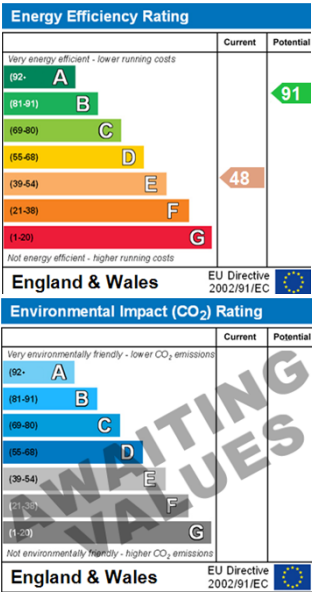 Energy Efficiency Rating
Current Potential
Very energy efficient - lower running costs
(92- A
(81-91) B
91
(69-80) C
(55-68) D
(39-54) E
48
(21-38) F
(1-20) G
Not energy efficient - higher running costs
England & Wales
EU Directive
2002/91/EC
Environmental Impact (CO2) Rating
Current Potential
Very environmentally friendly - lower CO2 emissions
(92- A
(81-91) B
(69-80) C
(55-68) D
(39-54) E
(21-38) F
(1-20) G
AWAITING
VALUES
Not environmentally friendly - higher CO2 emissions
England & Wales
EU Directive
2002/91/EC